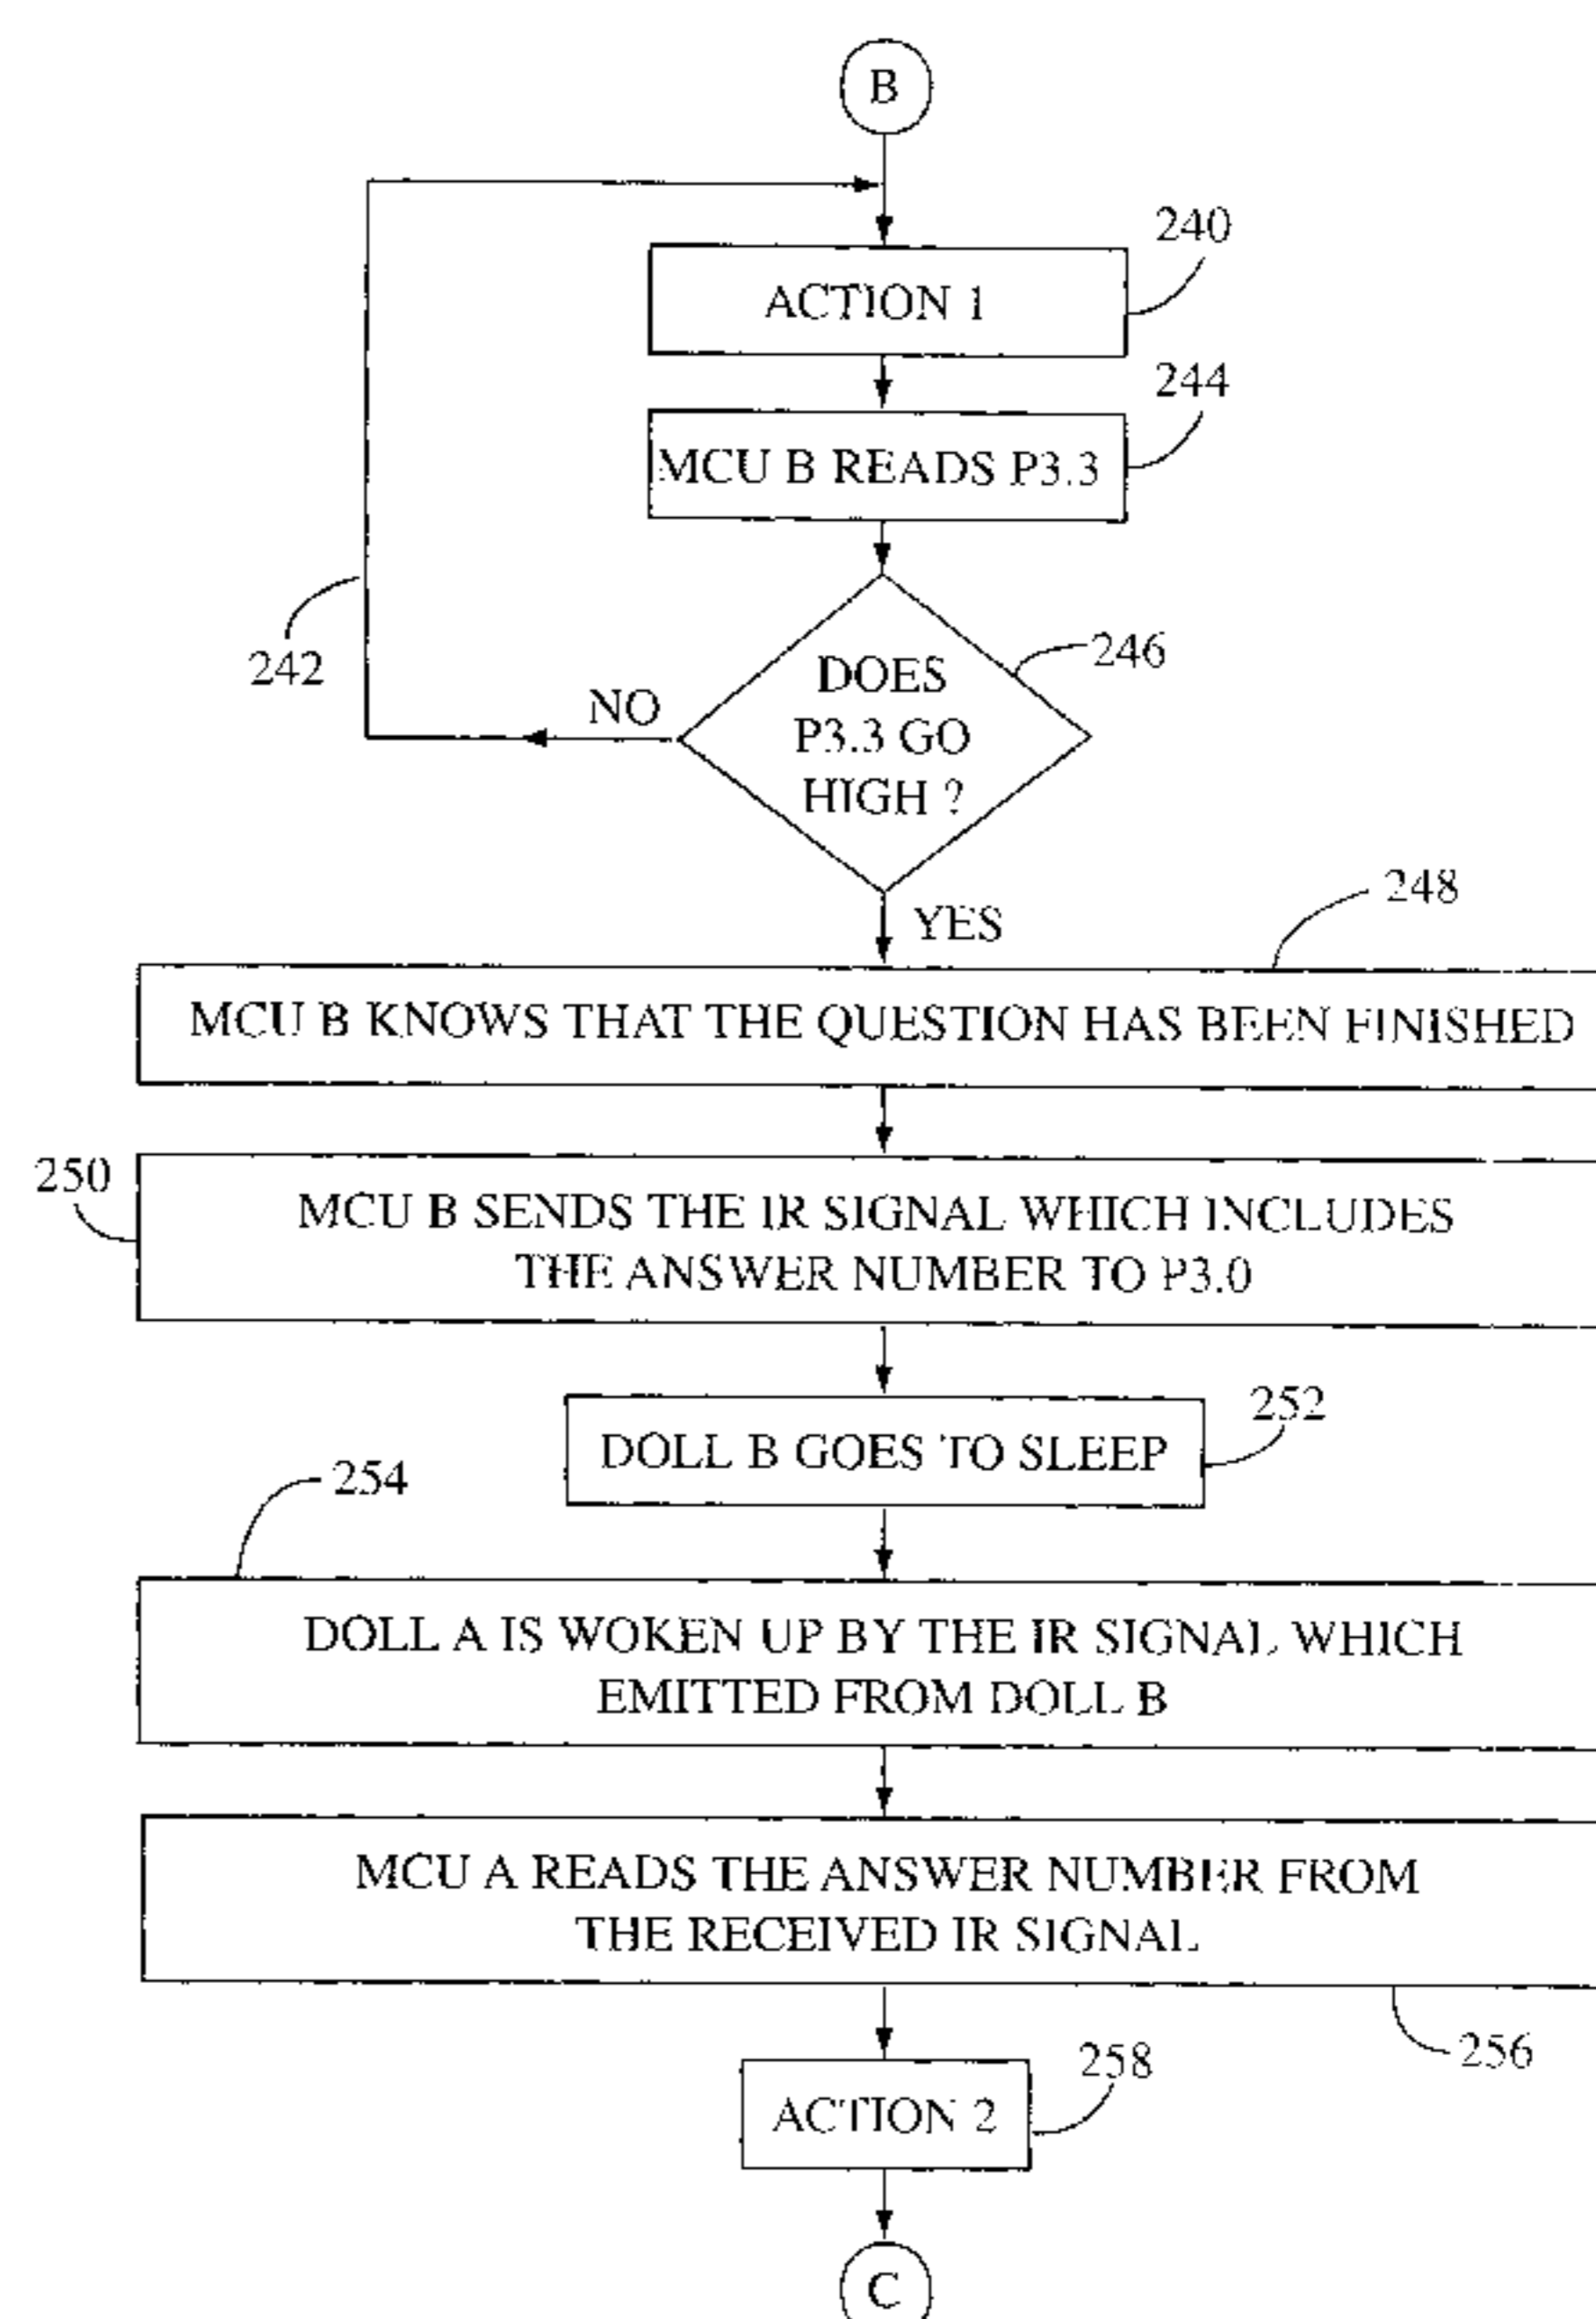 B
240
ACTION 1
244
MCU B READS P3.3
242
246
DOES
P3.3 GO
HIGH ?
NO
YES
248
MCU B KNOWS THAT THE QUESTION HAS BEEN FINISHED
250
MCU B SENDS THE IR SIGNAL WHICH INCLUDES
THE ANSWER NUMBER TO P3.0
252
DOLL B GOES TO SLEEP
254
DOLL A IS WOKEN UP BY THE IR SIGNAL WHICH
EMITTED FROM DOLL B
MCU A READS THE ANSWER NUMBER FROM
THE RECEIVED IR SIGNAL
256
258
ACTION 2
C